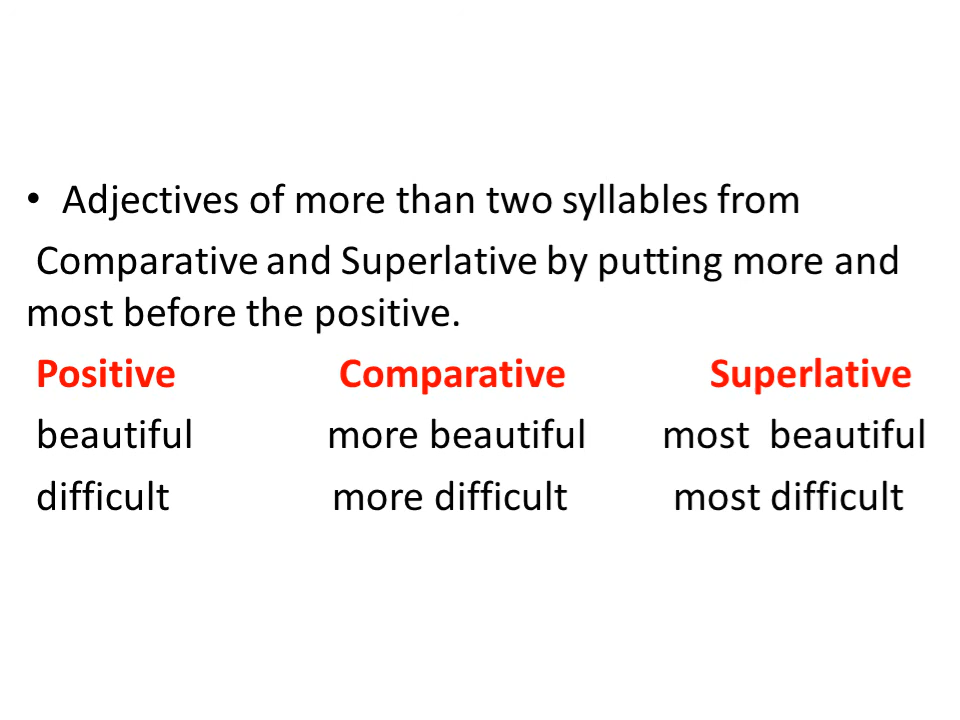 • Adjectives of more than two syllables from
Comparative and Superlative by putting more and
most before the positive.
Positive Comparative Superlative
beautiful more beautiful most beautiful
difficult more difficult most difficult